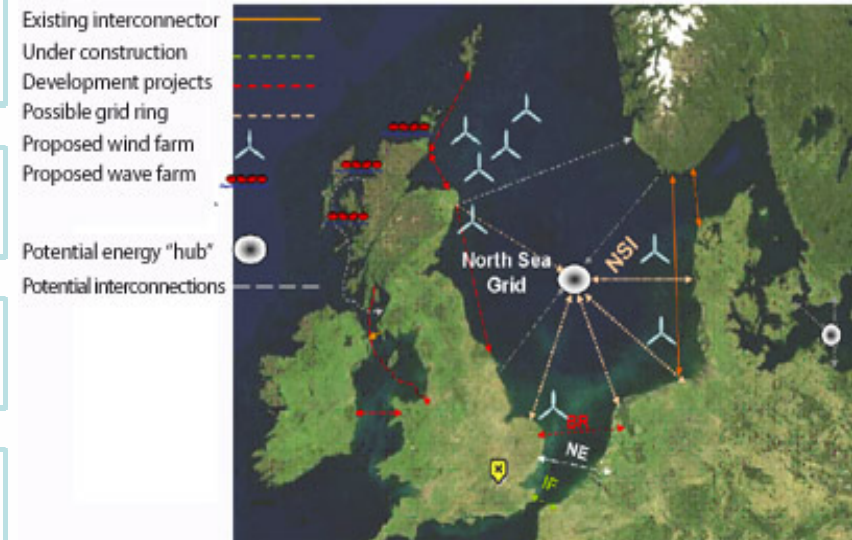 Existing interconnector
Under construction
Development projects
Possible grid ring
Proposed wind farm
Proposed wave farm
Potential energy "hub"
Potential interconnections
North Sea
Grid
NSI
BR
NE
IF